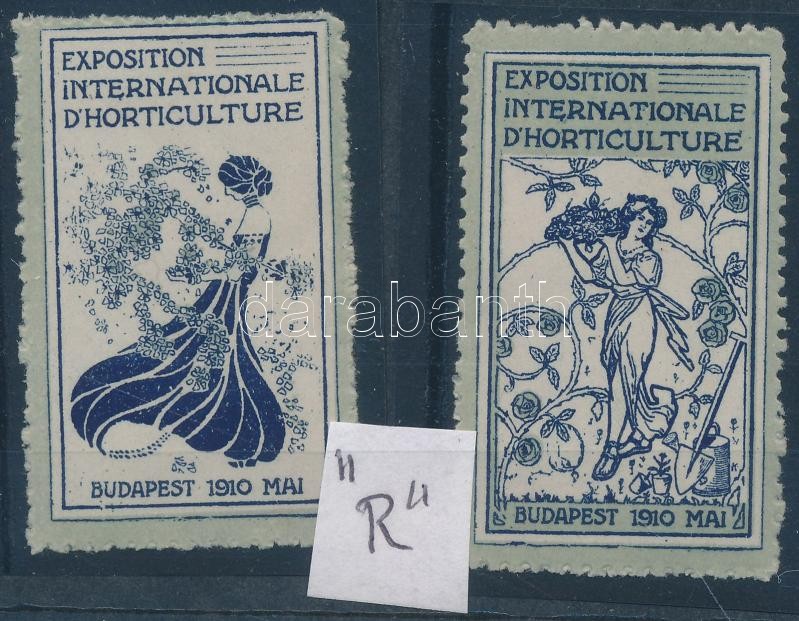 EXPOSITION
INTERNATIONALE
D'HORTICULTURE
BUDAPEST 1910 MAI
EXPOSITION
INTERNATIONALE
D'HORTICULTURE
BUDAPEST 1910 MAI
"R"
darabanth